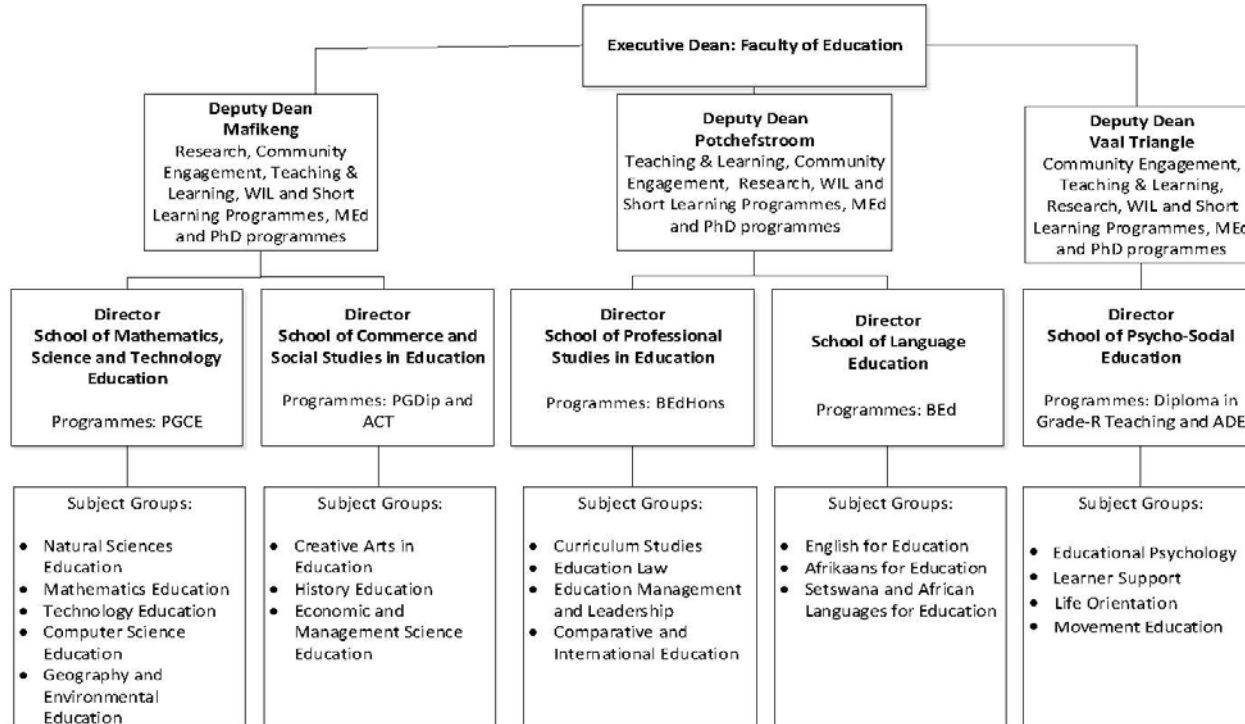 Executive Dean: Faculty of Education
Deputy Dean
Mafikeng
Research, Community
Engagement, Teaching &
Learning, WIL and Short
Learning Programmes, MEd
and PhD programmes
Deputy Dean
Potchefstroom
Teaching & Learning, Community
Engagement, Research, WIL and
Short Learning Programmes, MEd
and PhD programmes
Deputy Dean
Vaal Triangle
Community Engagement,
Teaching & Learning,
Research, WIL and Short
Learning Programmes, MEd
and PhD programmes
Director
School of Mathematics,
Science and Technology
Education
Programmes: PGCE
Director
School of Commerce and
Social Studies in Education
Programmes: PGDip and
ACT
Director
School of Professional
Studies in Education
Programmes: BEdHons
Director
School of Language
Education
Programmes: BEd
Director
School of Psycho-Social
Education
Programmes: Diploma in
Grade-R Teaching and ADE
Subject Groups:
• Natural Sciences
Education
• Mathematics Education
• Technology Education
• Computer Science
Education
• Geography and
Environmental
Education
Subject Groups:
• Creative Arts in
Education
• History Education
• Economic and
Management Science
Education
Subject Groups:
• Curriculum Studies
• Education Law
• Education Management
and Leadership
• Comparative and
International Education
Subject Groups:
• English for Education
• Afrikaans for Education
• Setswana and African
Languages for Education
Subject Groups:
• Educational Psychology
• Learner Support
• Life Orientation
• Movement Education